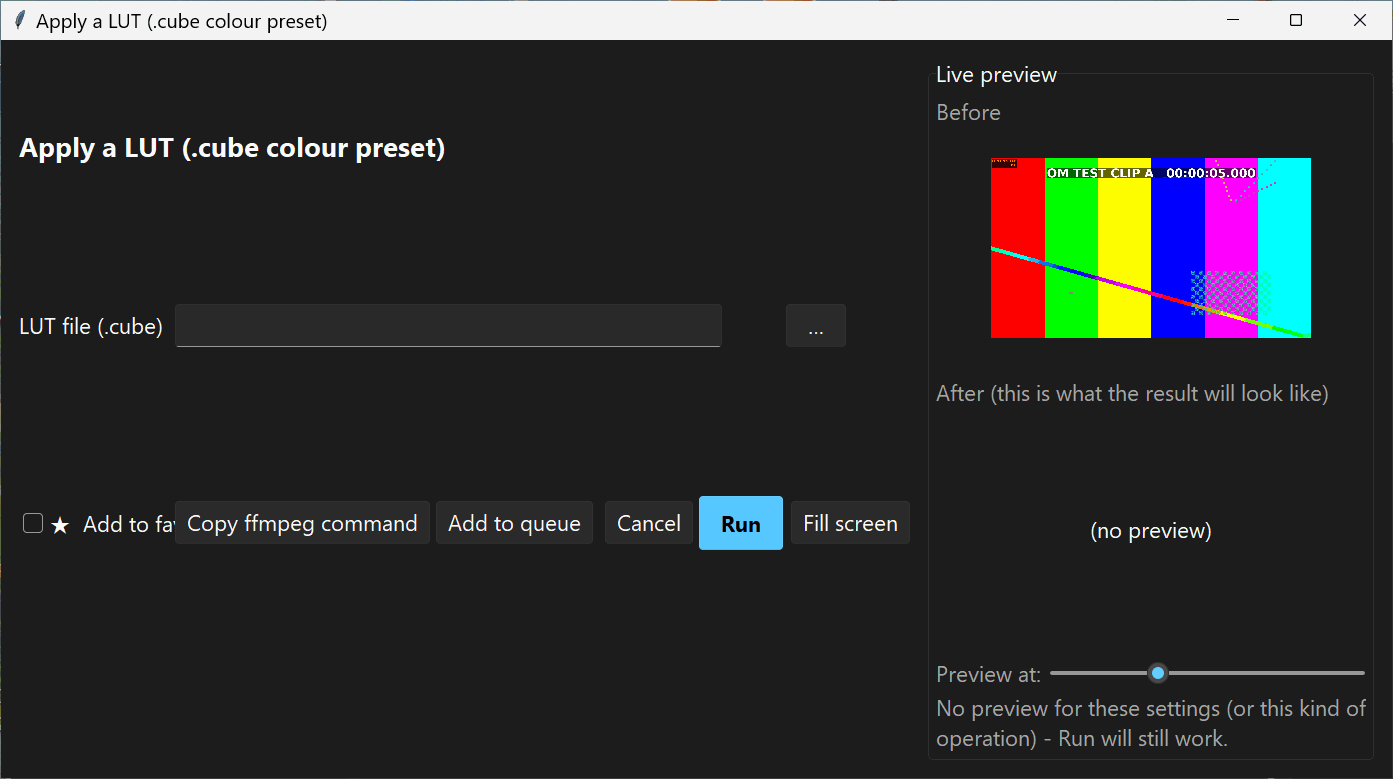 Apply a LUT (.cube colour preset)
Live preview
Before
Apply a LUT (.cube colour preset)
OM TEST CLIP A 00:00:05.000
LUT file (.cube)
...
After (this is what the result will look like)
★ Add to fav
Copy ffmpeg command
Add to queue
Cancel
Run
Fill screen
(no preview)
Preview at:
No preview for these settings (or this kind of
operation) - Run will still work.